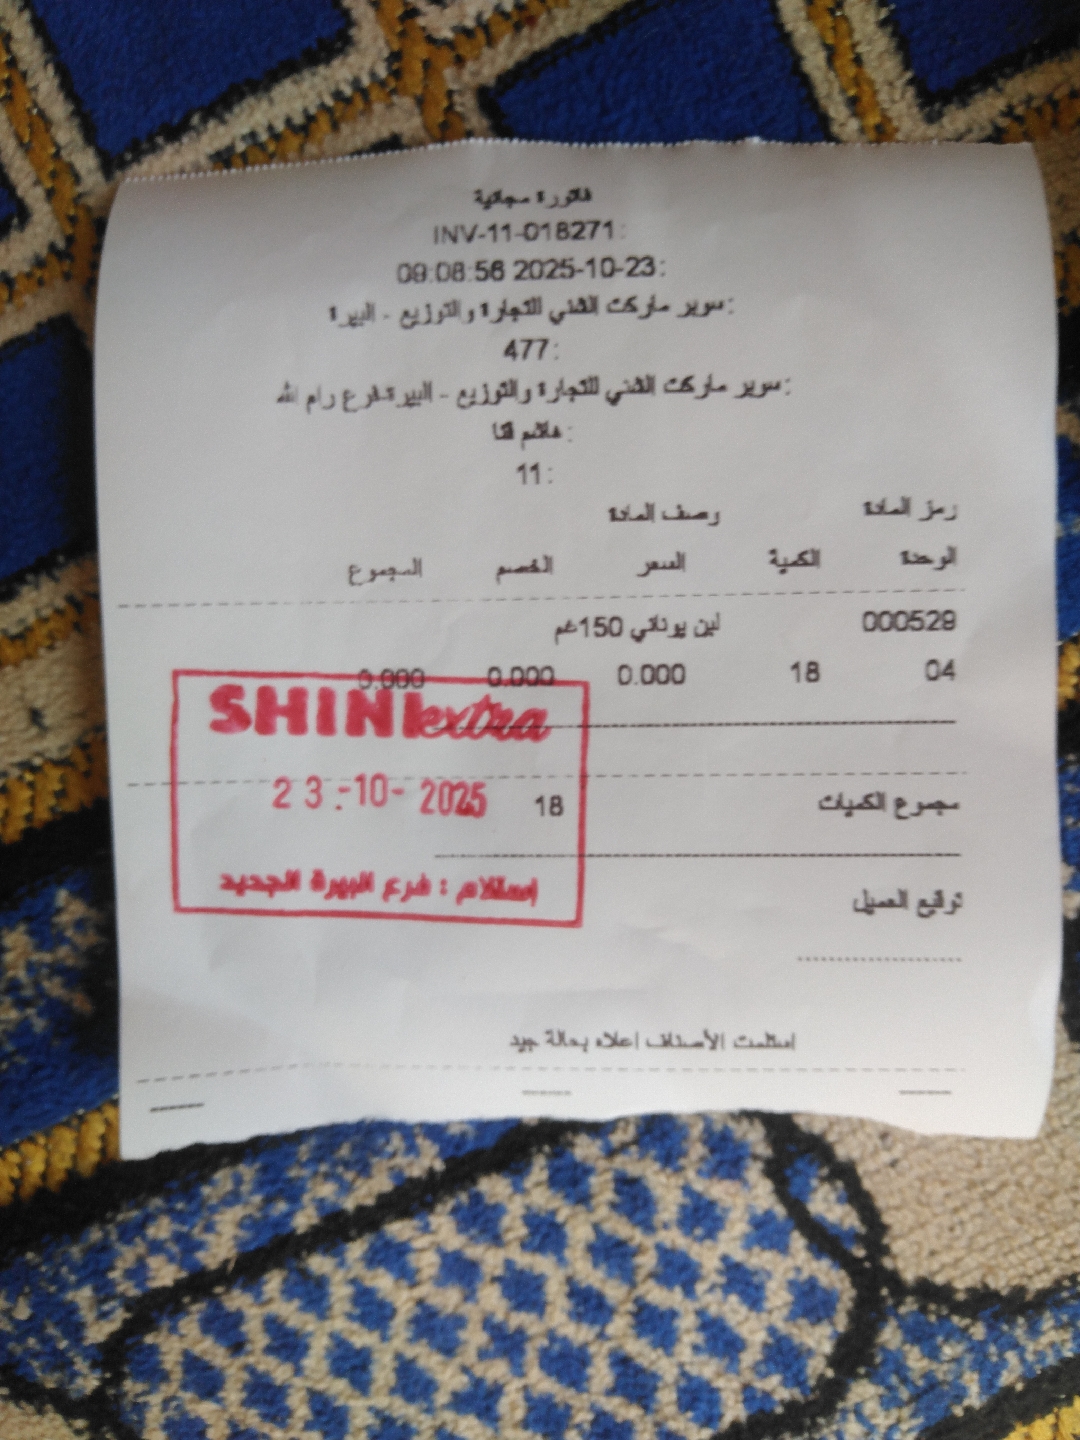 فاتورة مجانية
INV-11-018271:
09:08:56 2025-10-23:
:سوبر ماركت الشني للتجارة والتوزيع - البيرة
477:
:سوبر ماركت الشني للتجارة والتوزيع - البيرة-فرع رام الله
: هاشم قتا
11:
رمز المادة وصف المادة
الوحدة الكمية السعر الخصم المجموع
000529 لبن يوناني 150غم
04 18 0.000 0.000 0.000
SHINI extra
مجموع الكميات 18
23-10-2025
استلام : فرع البيرة الجديد
توقيع العميل
استلمت الأصناف اعلاه بحالة جيد